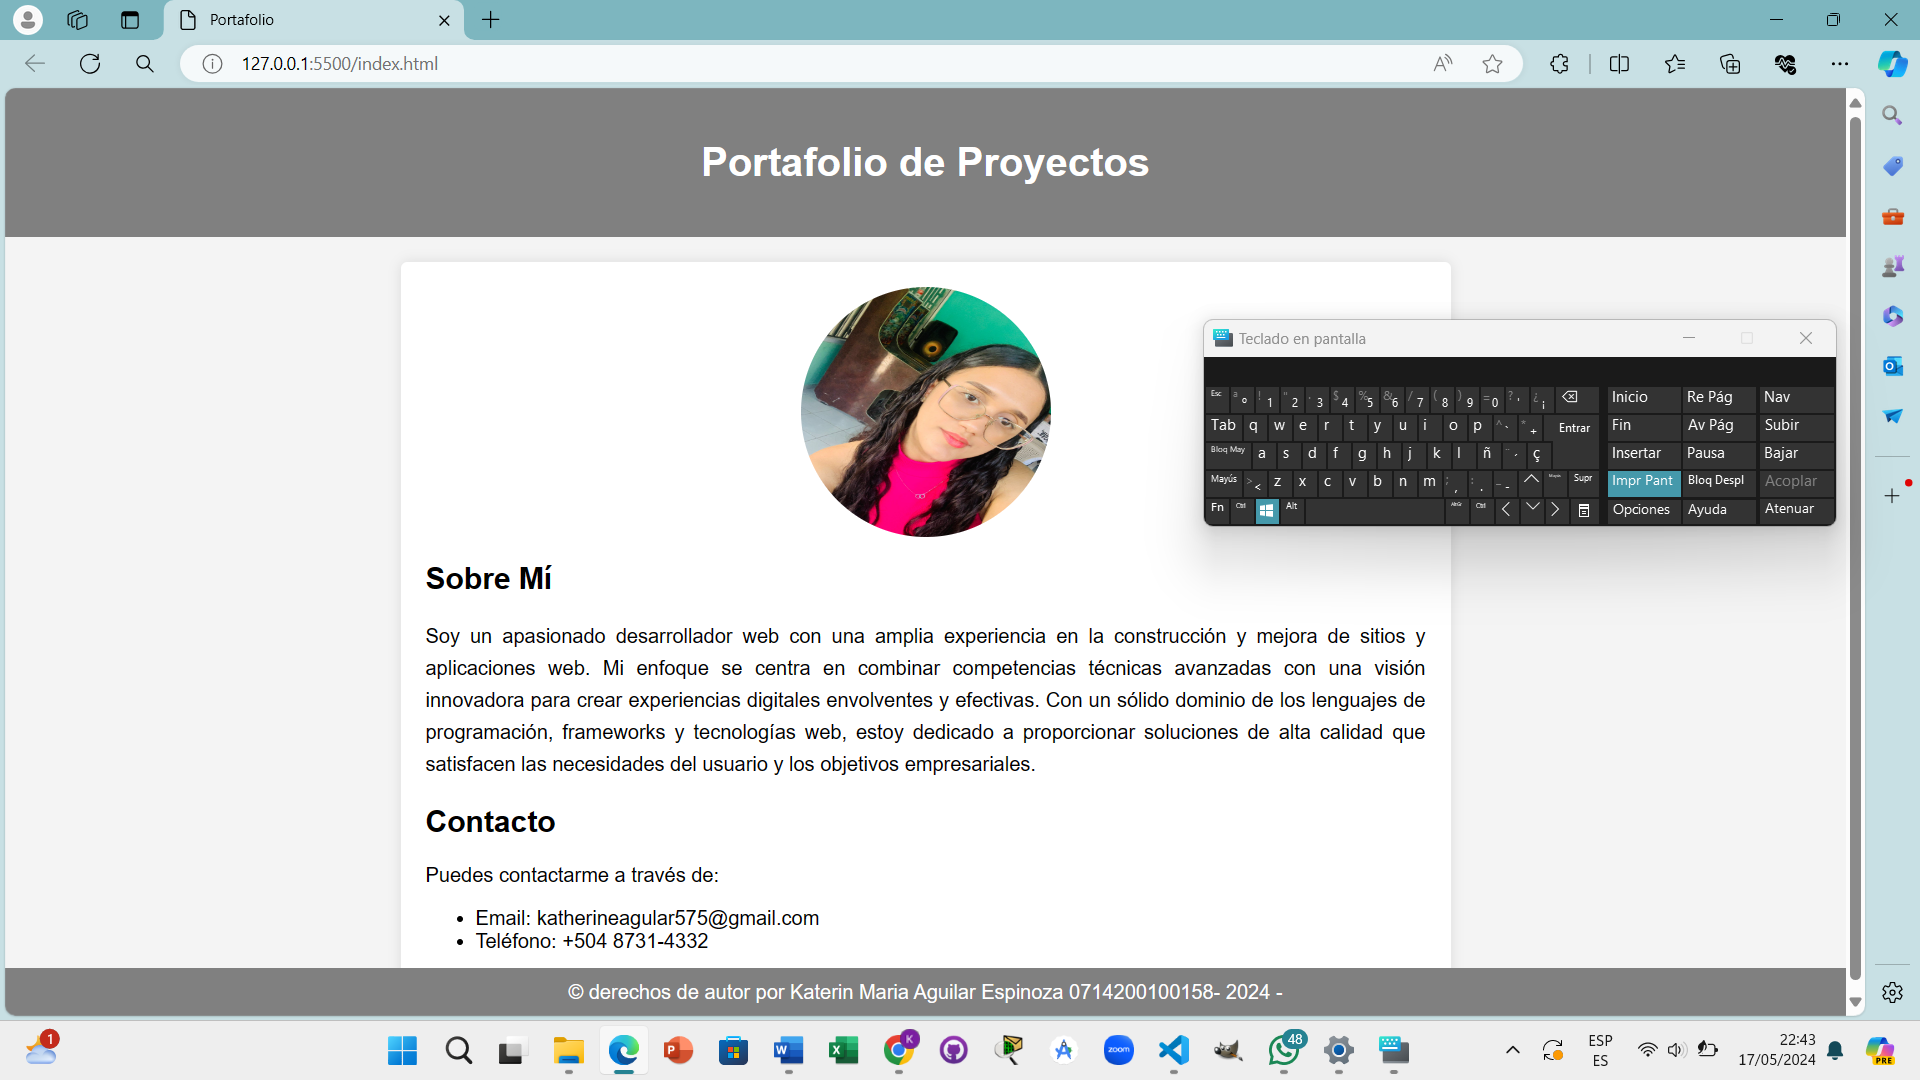 Portafolio
127.0.0.1:5500/index.html
Portafolio de Proyectos
Teclado en pantalla
Esc a º ! 1 " 2 · 3 $ 4 % 5 & 6 / 7 ( 8 ) 9 = 0 ? ' ¿ ¡ Inicio Re Pág Nav
Tab q w e r t y u i o p ^ ` * + Entrar Fin Av Pág Subir
Bloq May a s d f g h j k l ñ ¨ ´ ç Insertar Pausa Bajar
Mayús > < z x c v b n m ; , : . _ - Supr Impr Pant Bloq Despl Acoplar
Fn Ctrl Alt AltGr Ctrl Opciones Ayuda Atenuar
Sobre Mí
Soy un apasionado desarrollador web con una amplia experiencia en la construcción y mejora de sitios y
aplicaciones web. Mi enfoque se centra en combinar competencias técnicas avanzadas con una visión
innovadora para crear experiencias digitales envolventes y efectivas. Con un sólido dominio de los lenguajes de
programación, frameworks y tecnologías web, estoy dedicado a proporcionar soluciones de alta calidad que
satisfacen las necesidades del usuario y los objetivos empresariales.
Contacto
Puedes contactarme a través de:
• Email: katherineagular575@gmail.com
• Teléfono: +504 8731-4332
© derechos de autor por Katerin Maria Aguilar Espinoza 0714200100158- 2024 -
1
zoom
K
48
ESP
ES
22:43
17/05/2024
PRE